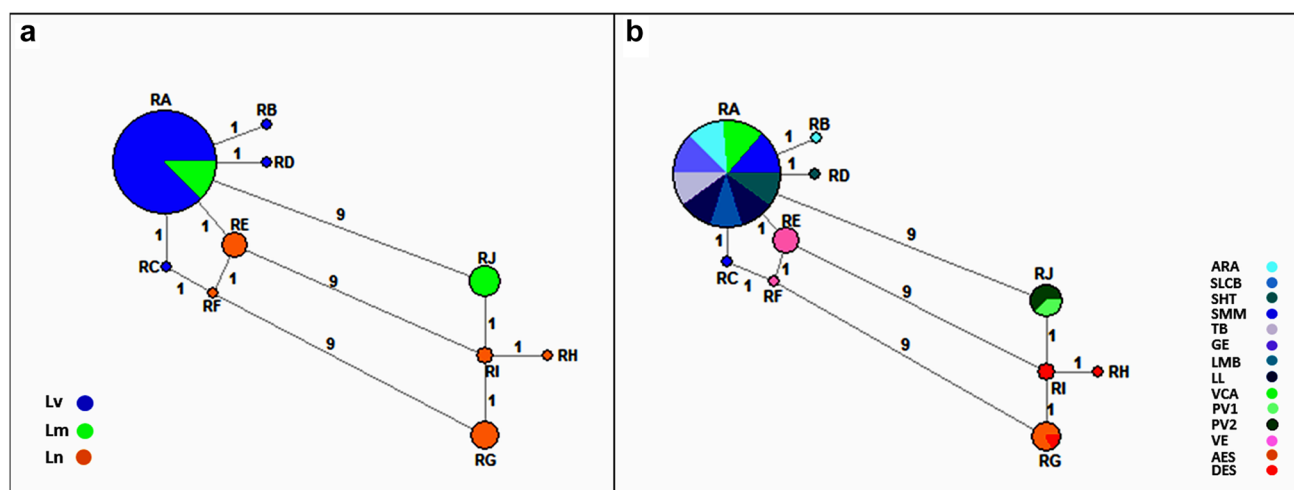 a
RA
RB
1
1
RD
9
1
1
RE
RC
1
1
RF
9
RJ
9
1
1
RH
RI
1
RG
Lv
Lm
Ln
b
RA
RB
1
1
RD
9
1
1
RE
RC
1
1
RF
9
RJ
9
1
1
RH
RI
1
RG
ARA
SLCB
SHT
SMM
TB
GE
LMB
LL
VCA
PV1
PV2
VE
AES
DES